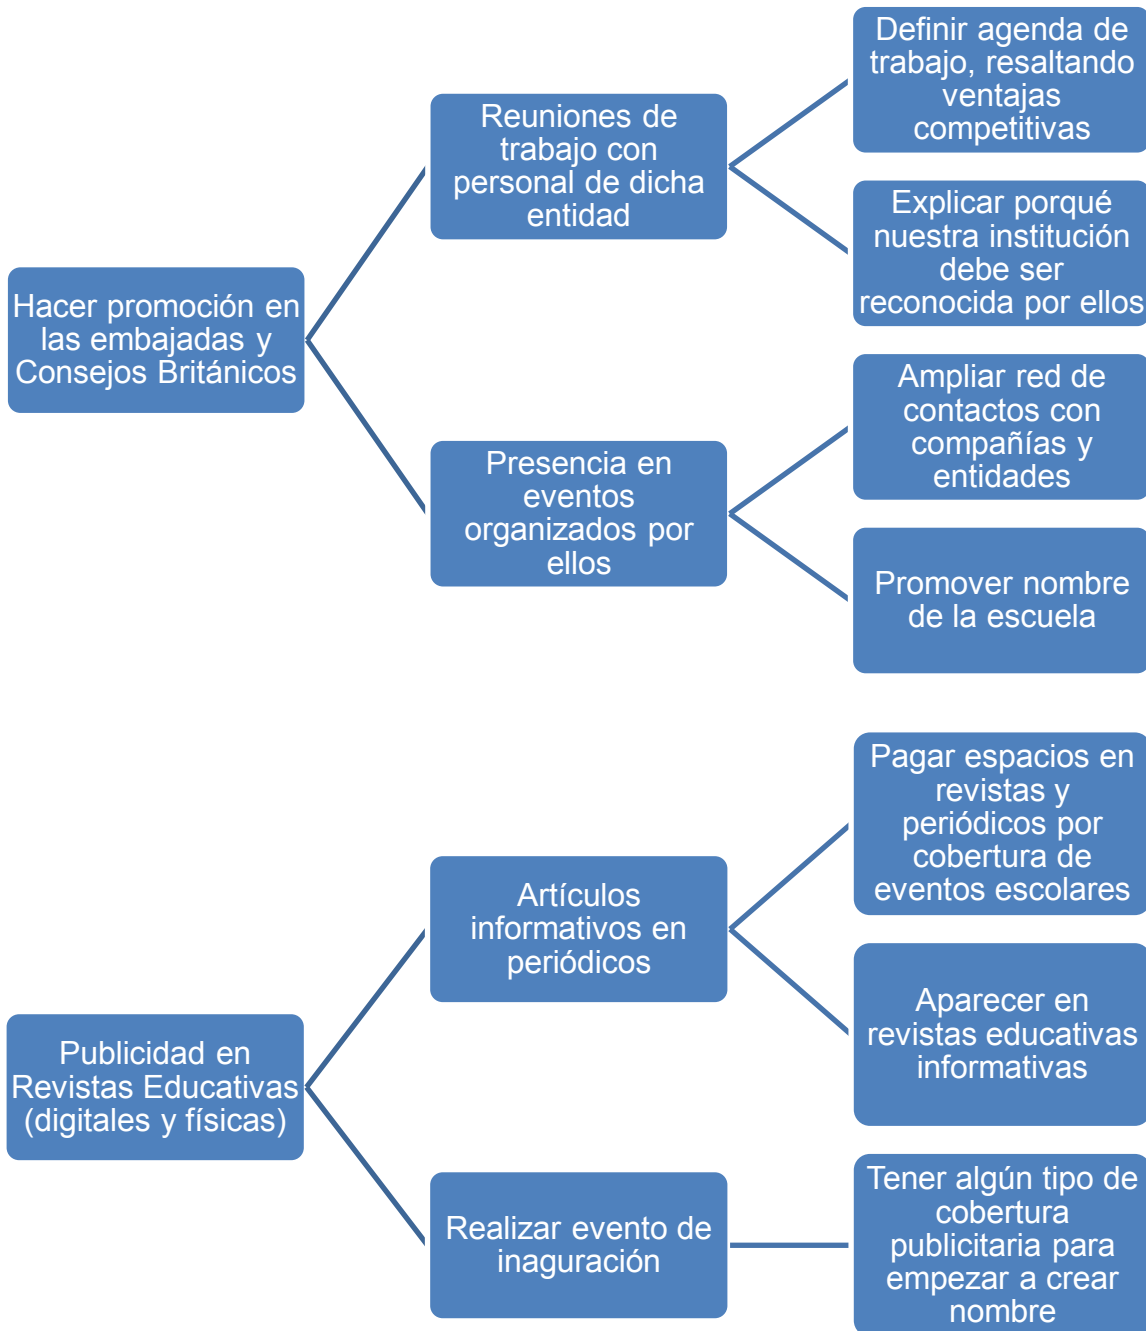 Hacer promoción en
las embajadas y
Consejos Británicos
Reuniones de
trabajo con
personal de dicha
entidad
Definir agenda de
trabajo, resaltando
ventajas
competitivas
Explicar porqué
nuestra institución
debe ser
reconocida por ellos
Presencia en
eventos
organizados por
ellos
Ampliar red de
contactos con
compañías y
entidades
Promover nombre
de la escuela
Publicidad en
Revistas Educativas
(digitales y físicas)
Artículos
informativos en
periódicos
Pagar espacios en
revistas y
periódicos por
cobertura de
eventos escolares
Aparecer en
revistas educativas
informativas
Realizar evento de
inaguración
Tener algún tipo de
cobertura
publicitaria para
empezar a crear
nombre